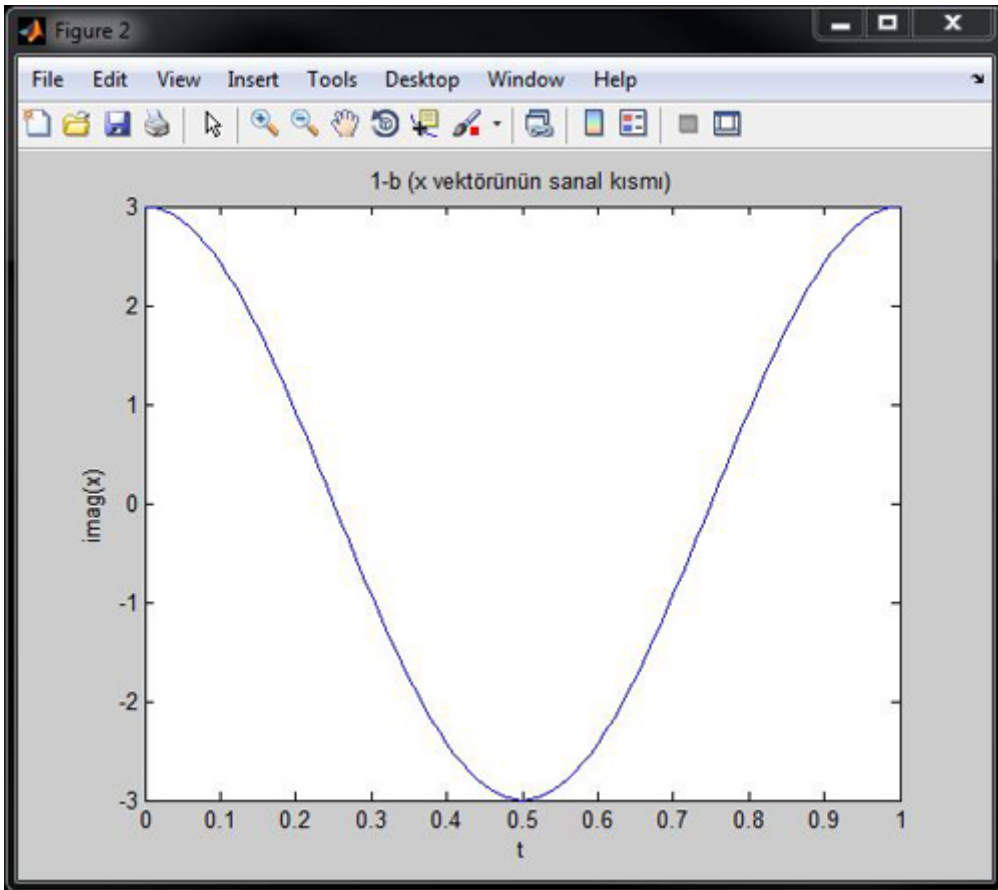 Figure 2
File Edit View Insert Tools Desktop Window Help
1-b (x vektörünün sanal kısmı)
3
2
1
0
-1
-2
-3
imag(x)
0 0.1 0.2 0.3 0.4 0.5 0.6 0.7 0.8 0.9 1
t